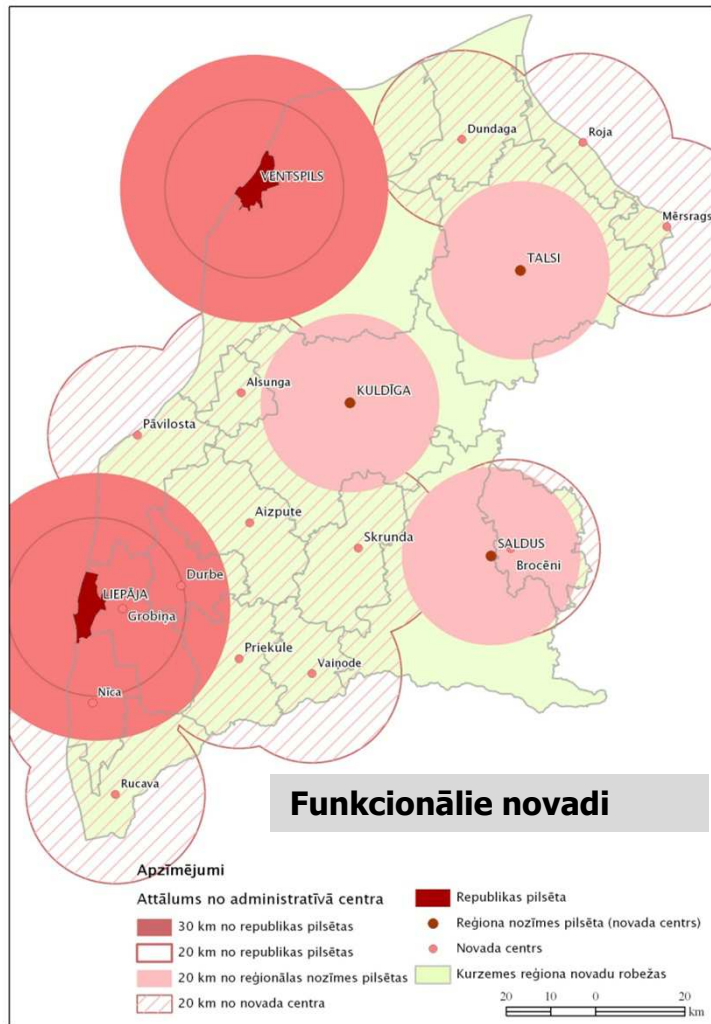 Dundaga
Roja
VENTSPILS
Mērsrags
TALSI
Alsunga
KULDĪGA
Pāvilosta
Aizpute
Skrunda
SALDUS
Brocēni
Durbe
LIEPĀJA
Grobiņa
Priekule
Vaiņode
Nīca
Rucava
Funkcionālie novadi
Apzīmējumi
Attālums no administratīvā centra
30 km no republikas pilsētas
20 km no republikas pilsētas
20 km no reģionālas nozīmes pilsētas
20 km no novada centra
Republikas pilsēta
Reģiona nozīmes pilsēta (novada centrs)
Novada centrs
Kurzemes reģiona novadu robežas
20 10 0 20
km